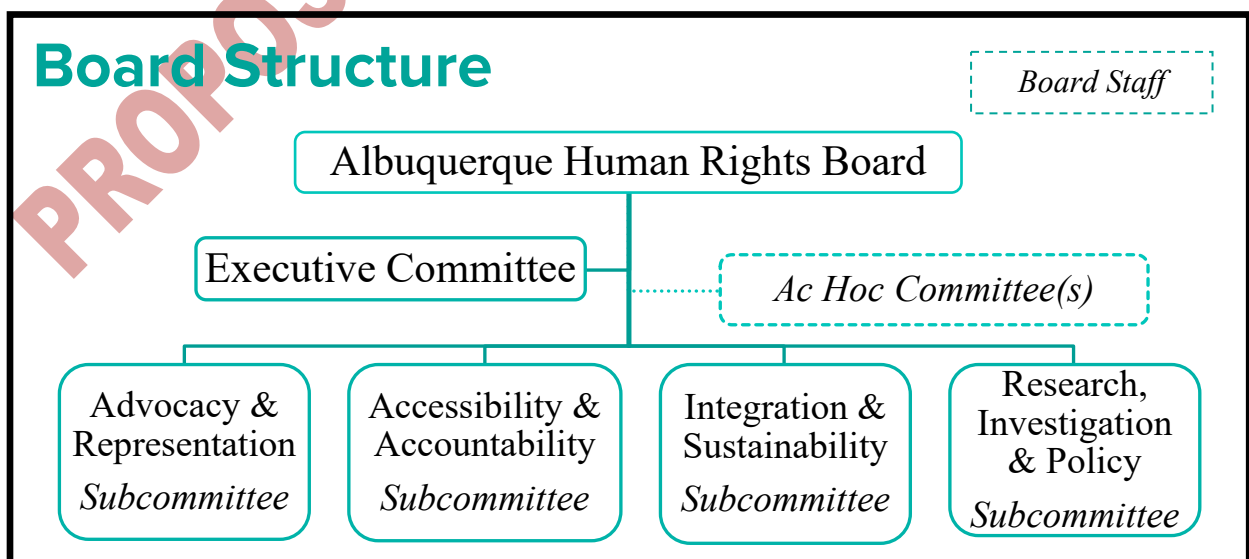 PROPOS
Board Structure
Board Staff
Albuquerque Human Rights Board
Executive Committee
Ac Hoc Committee(s)
Advocacy &
Representation
Subcommittee
Accessibility &
Accountability
Subcommittee
Integration &
Sustainability
Subcommittee
Research,
Investigation
& Policy
Subcommittee